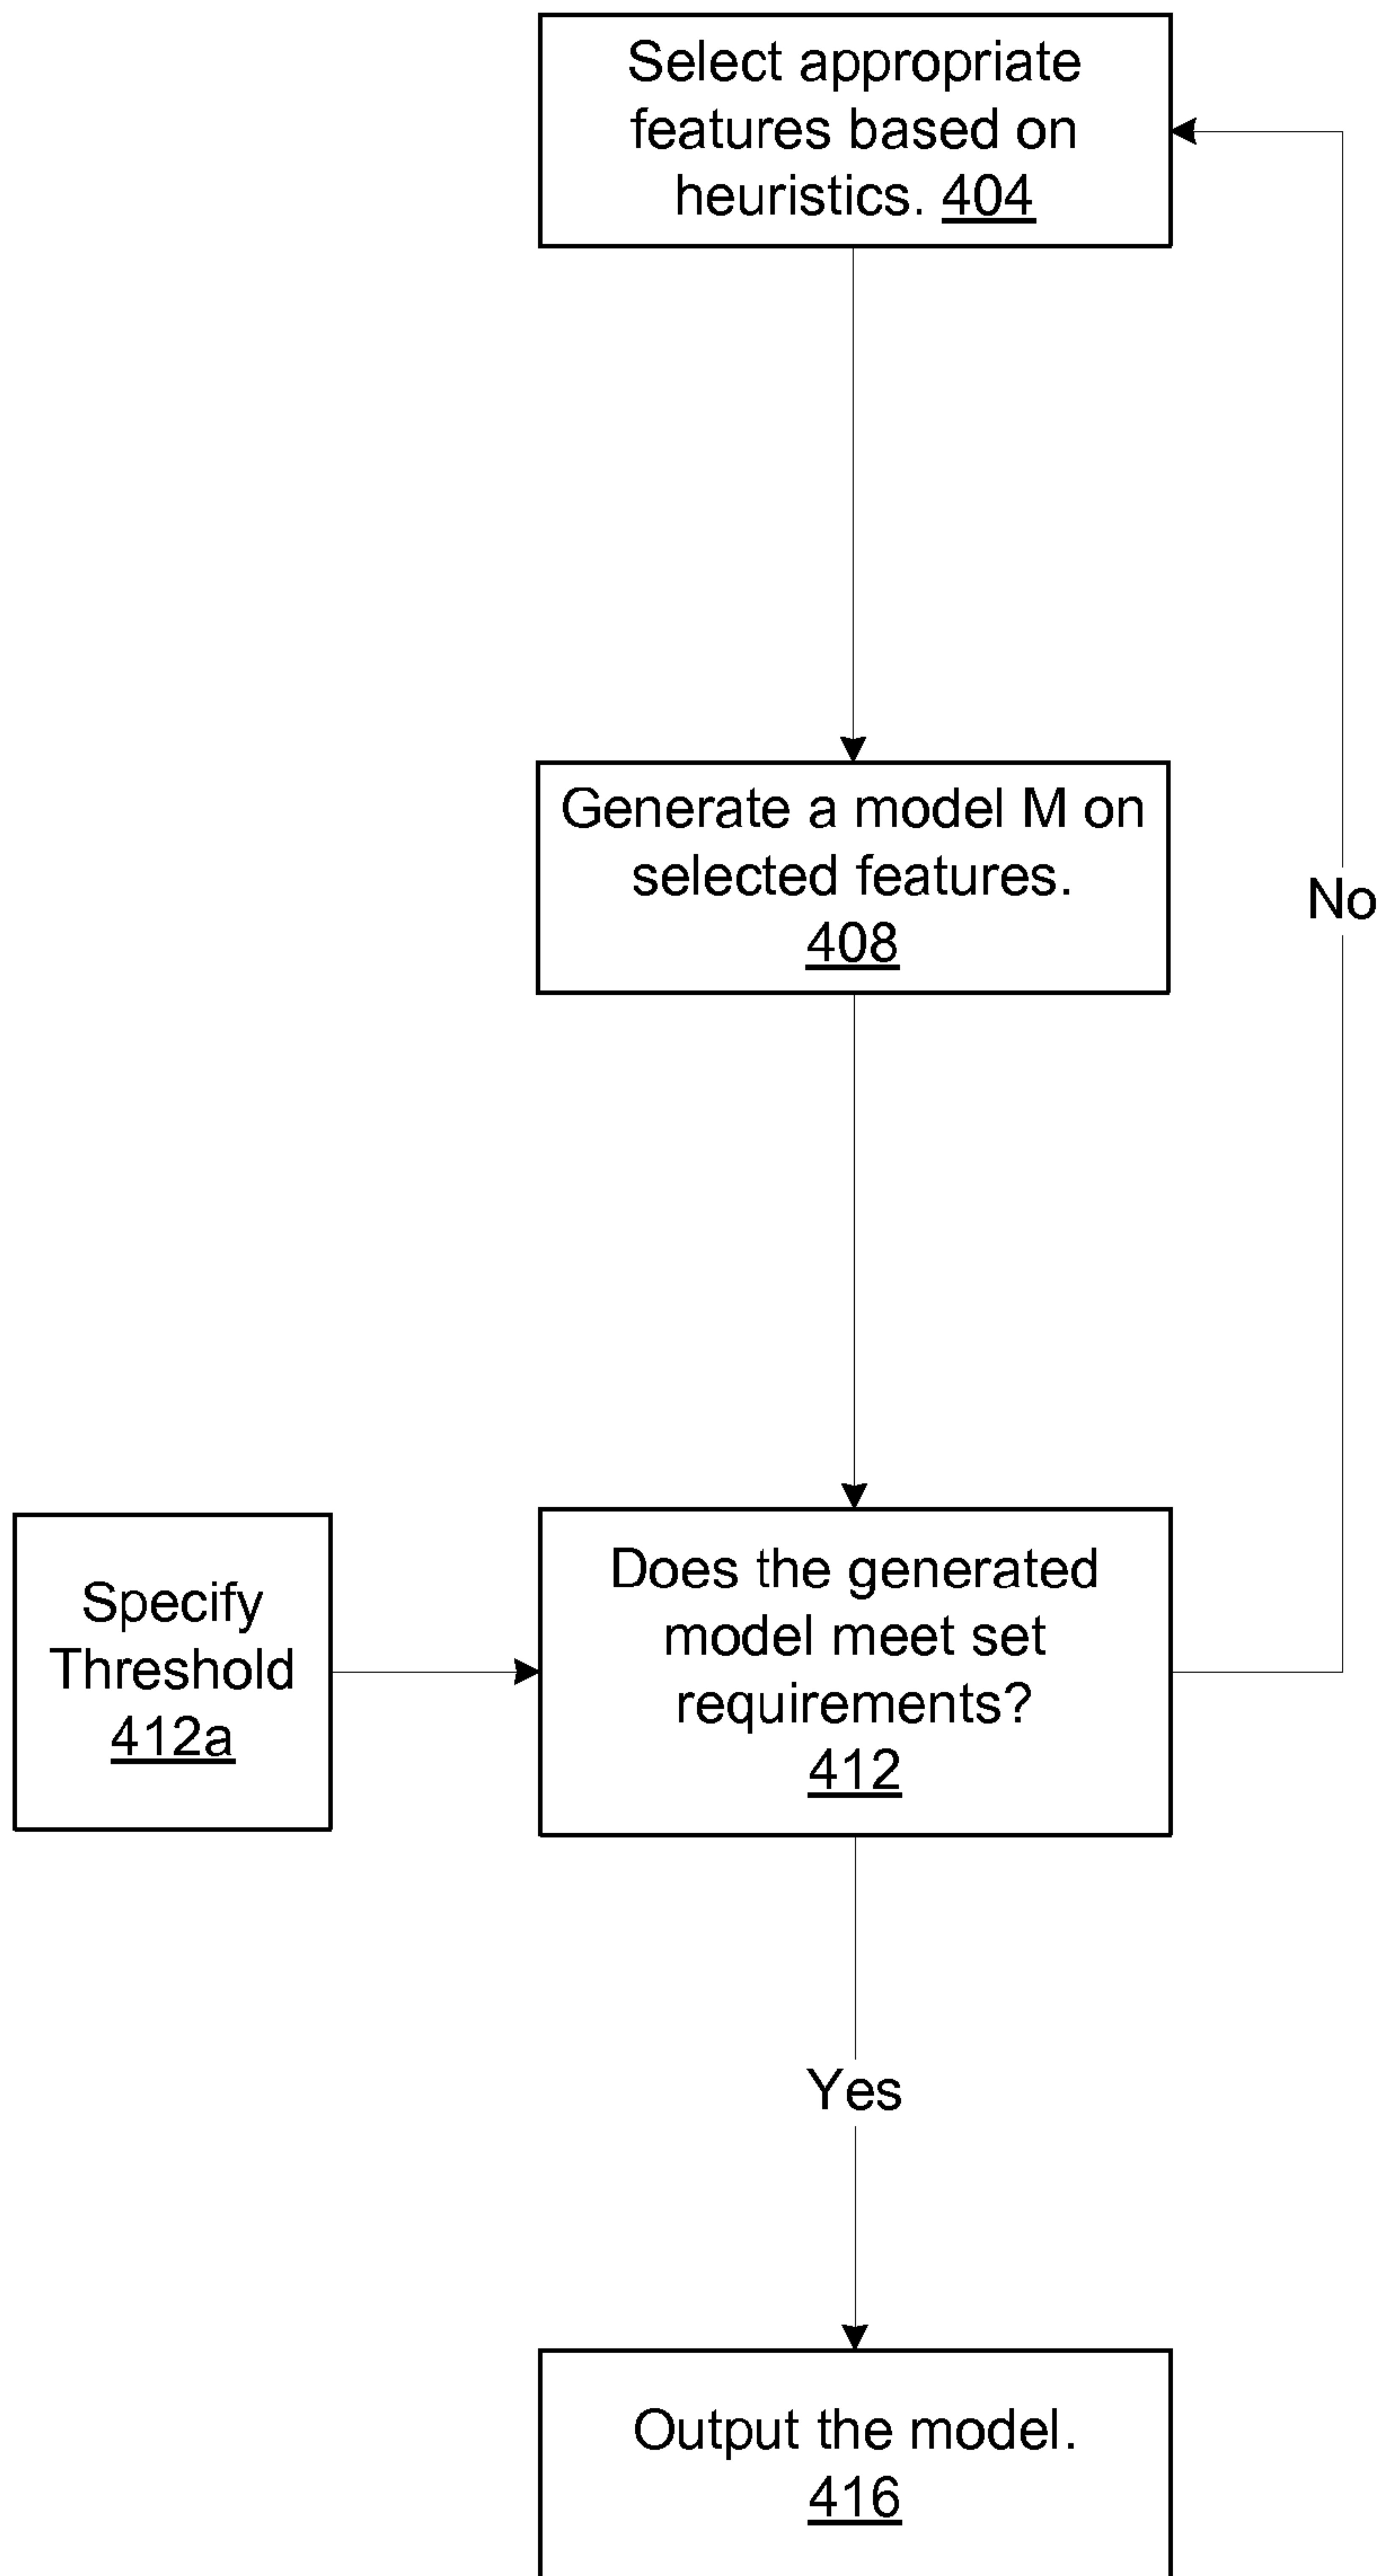 Select appropriate
features based on
heuristics. 404
Generate a model M on
selected features.
408
No
Specify
Threshold
412a
Does the generated
model meet set
requirements?
412
Yes
Output the model.
416